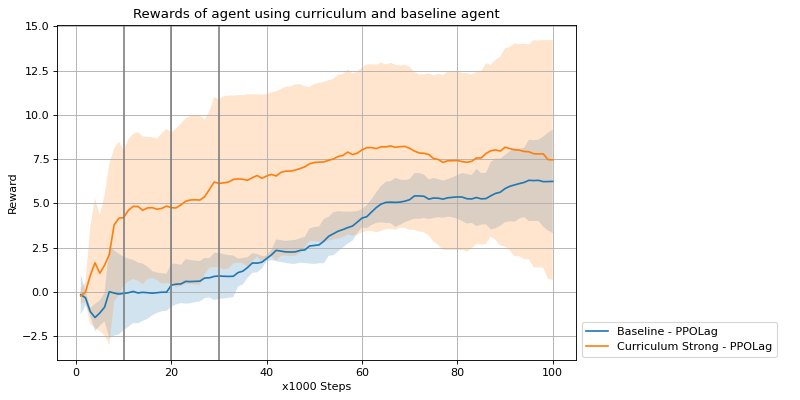 Rewards of agent using curriculum and baseline agent
15.0
12.5
10.0
7.5
5.0
2.5
0.0
−2.5
Reward
0 20 40 60 80 100
x1000 Steps
Baseline - PPOLag
Curriculum Strong - PPOLag